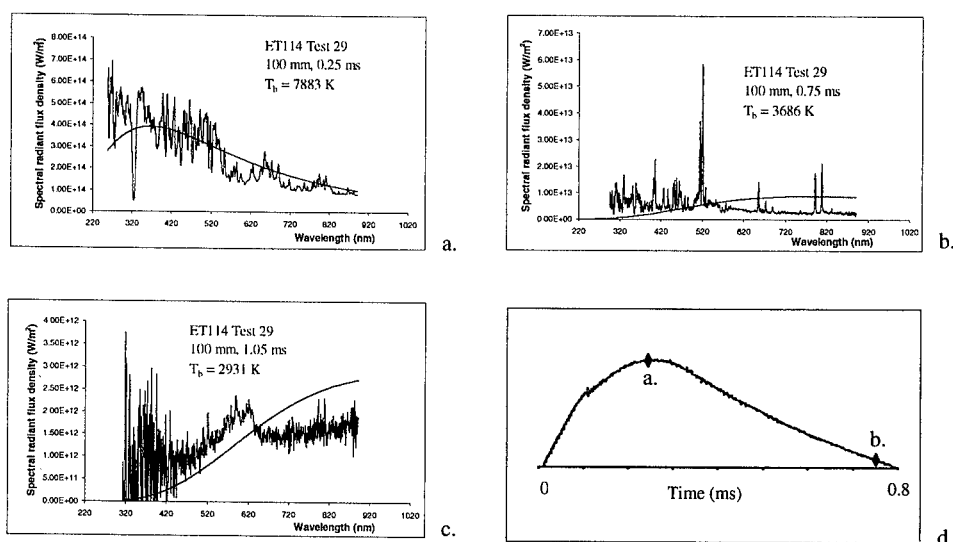 Spectral radiant flux density (W/m²)
8.00E+14
7.00E+14
6.00E+14
5.00E+14
4.00E+14
3.00E+14
2.00E+14
1.00E+14
0.00E+00
ET114 Test 29
100 mm, 0.25 ms
T_b = 7883 K
220 320 420 520 620 720 820 920 1020
Wavelength (nm)
a.
Spectral radiant flux density (W/m²)
7.00E+13
6.00E+13
5.00E+13
4.00E+13
3.00E+13
2.00E+13
1.00E+13
0.00E+00
ET114 Test 29
100 mm, 0.75 ms
T_b = 3686 K
220 320 420 520 620 720 820 920 1020
Wavelength (nm)
b.
Spectral radiant flux density (W/m²)
4.00E+12
3.50E+12
3.00E+12
2.50E+12
2.00E+12
1.50E+12
1.00E+12
5.00E+11
0.00E+00
ET114 Test 29
100 mm, 1.05 ms
T_b = 2931 K
220 320 420 520 620 720 820 920 1020
Wavelength (nm)
c.
a.
b.
0
Time (ms)
0.8
d.